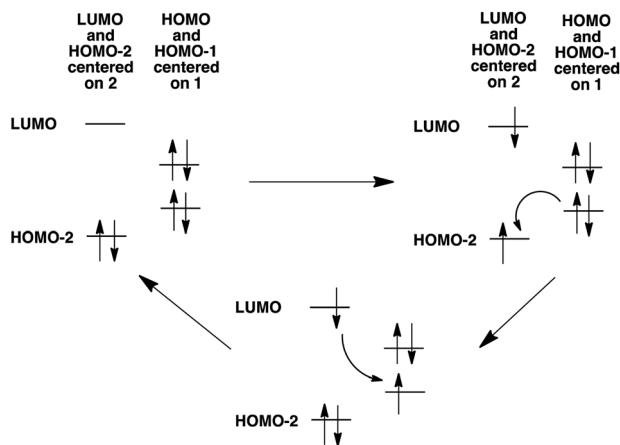 LUMO
and
HOMO-2
centered
on 2
HOMO
and
HOMO-1
centered
on 1
LUMO
HOMO-2
LUMO
and
HOMO-2
centered
on 2
HOMO
and
HOMO-1
centered
on 1
LUMO
HOMO-2
LUMO
HOMO-2